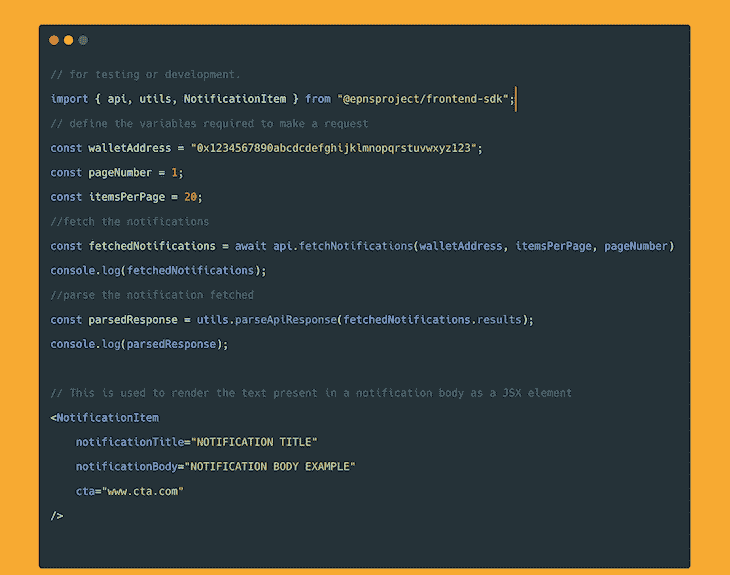 // for testing or development.
import { api, utils, NotificationItem } from "@epnsproject/frontend-sdk";
// define the variables required to make a request
const walletAddress = "0x1234567890abcdcdefghijklmnopqrstuvwxyz123";
const pageNumber = 1;
const itemsPerPage = 20;
//fetch the notifications
const fetchedNotifications = await api.fetchNotifications(walletAddress, itemsPerPage, pageNumber)
console.log(fetchedNotifications);
//parse the notification fetched
const parsedResponse = utils.parseApiResponse(fetchedNotifications.results);
console.log(parsedResponse);
// This is used to render the text present in a notification body as a JSX element
<NotificationItem
notificationTitle="NOTIFICATION TITLE"
notificationBody="NOTIFICATION BODY EXAMPLE"
cta="www.cta.com"
/>